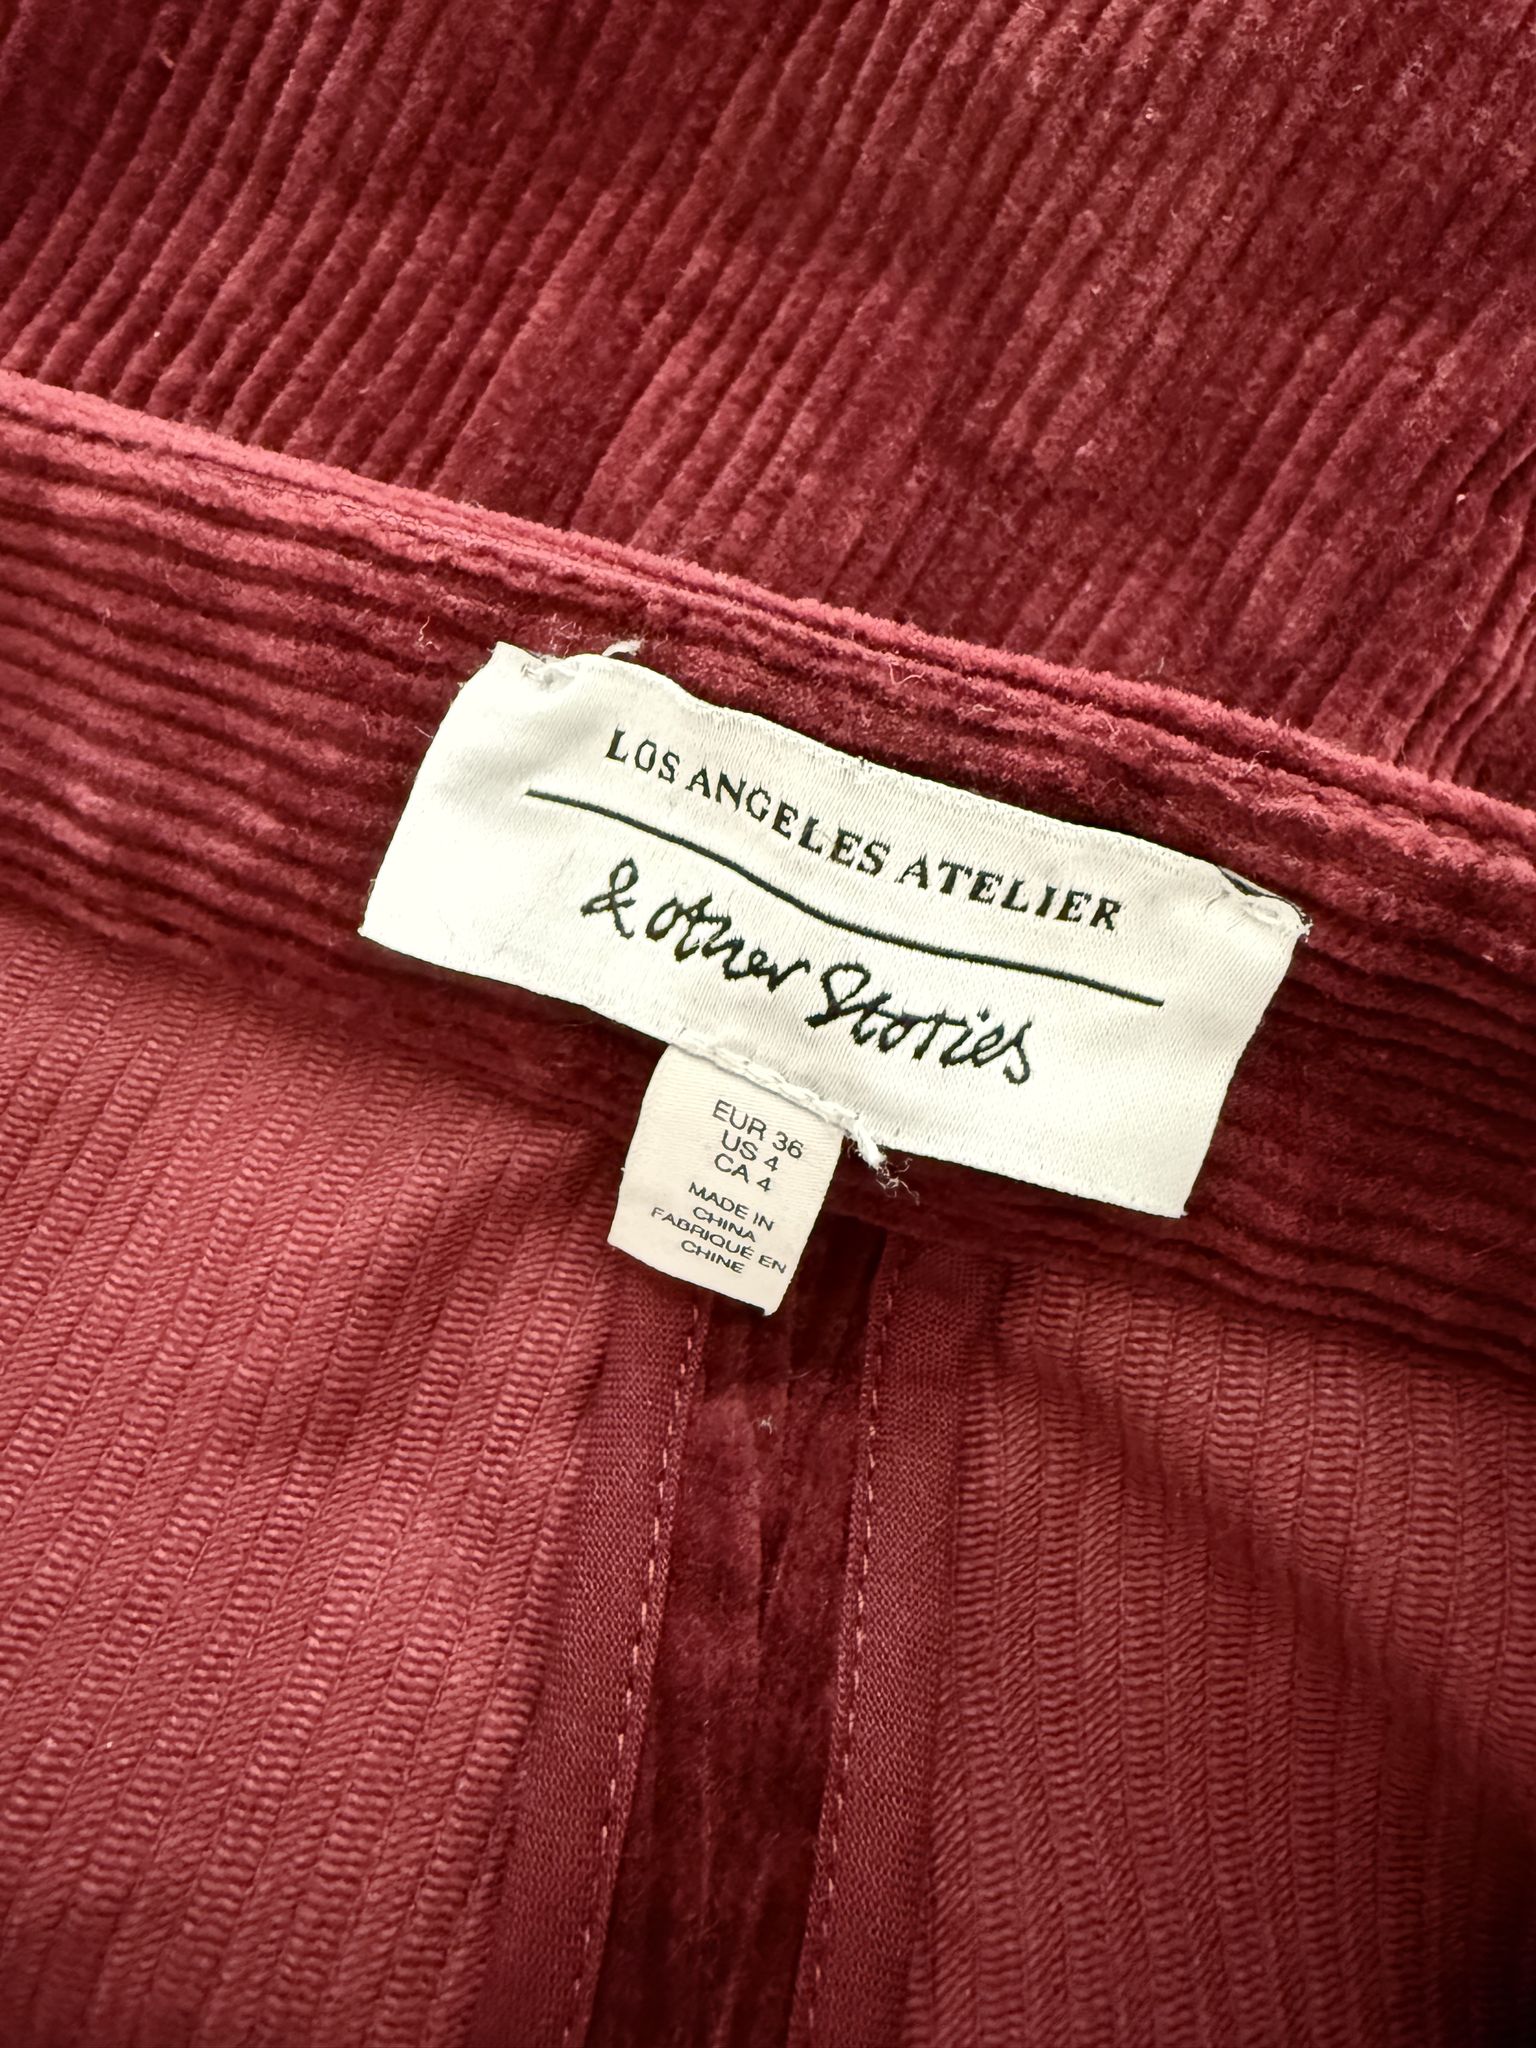 LOS ANGELES ATELIER
& other Stories
EUR 36
US 4
CA 4
MADE IN
CHINA
FABRIQUÉ EN
CHINE